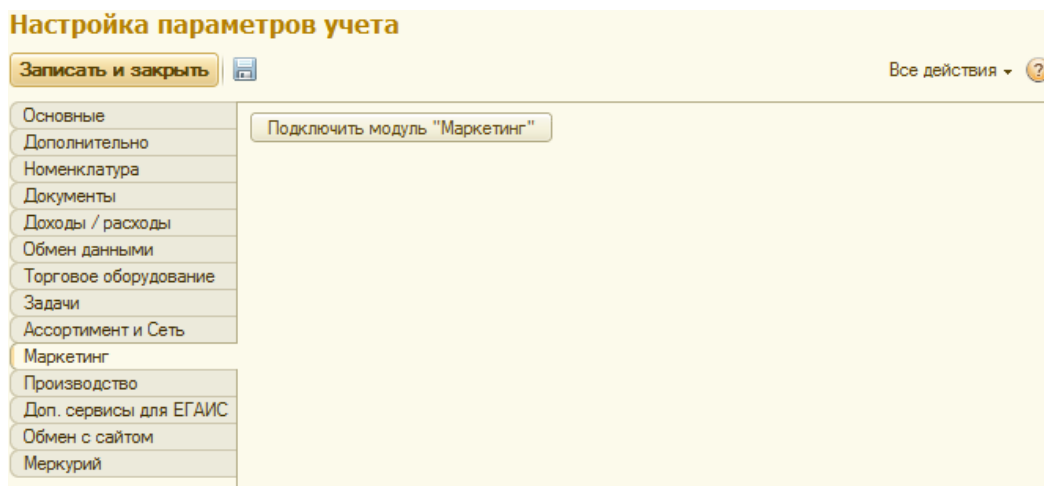 Настройка параметров учета
Записать и закрыть
Все действия
?
Основные
Подключить модуль "Маркетинг"
Дополнительно
Номенклатура
Документы
Доходы / расходы
Обмен данными
Торговое оборудование
Задачи
Ассортимент и Сеть
Маркетинг
Производство
Доп. сервисы для ЕГАИС
Обмен с сайтом
Меркурий